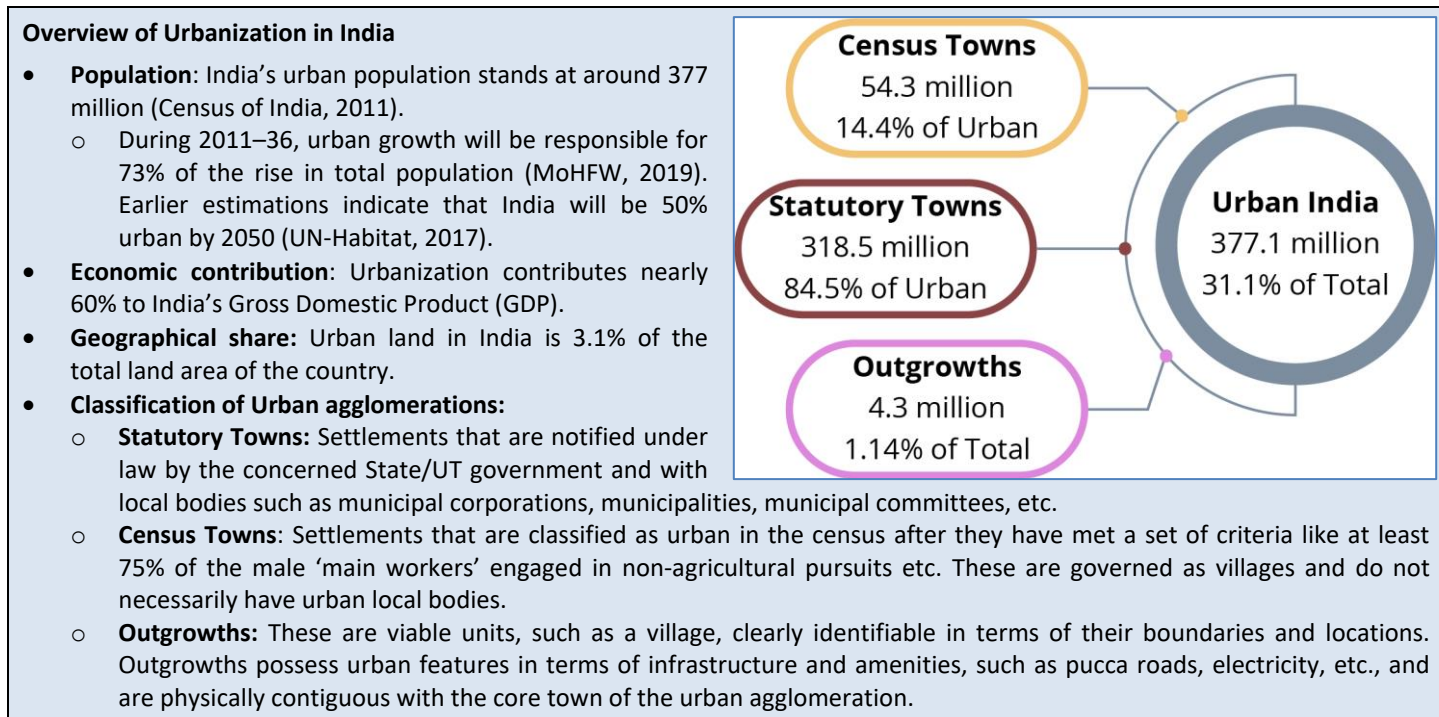 Overview of Urbanization in India
• Population: India’s urban population stands at around 377
million (Census of India, 2011).
o During 2011–36, urban growth will be responsible for
73% of the rise in total population (MoHFW, 2019).
Earlier estimations indicate that India will be 50%
urban by 2050 (UN-Habitat, 2017).
• Economic contribution: Urbanization contributes nearly
60% to India’s Gross Domestic Product (GDP).
• Geographical share: Urban land in India is 3.1% of the
total land area of the country.
• Classification of Urban agglomerations:
o Statutory Towns: Settlements that are notified under
law by the concerned State/UT government and with
local bodies such as municipal corporations, municipalities, municipal committees, etc.
o Census Towns: Settlements that are classified as urban in the census after they have met a set of criteria like at least
75% of the male ‘main workers’ engaged in non-agricultural pursuits etc. These are governed as villages and do not
necessarily have urban local bodies.
o Outgrowths: These are viable units, such as a village, clearly identifiable in terms of their boundaries and locations.
Outgrowths possess urban features in terms of infrastructure and amenities, such as pucca roads, electricity, etc., and
are physically contiguous with the core town of the urban agglomeration.
Census Towns
54.3 million
14.4% of Urban
Statutory Towns
318.5 million
84.5% of Urban
Outgrowths
4.3 million
1.14% of Total
Urban India
377.1 million
31.1% of Total